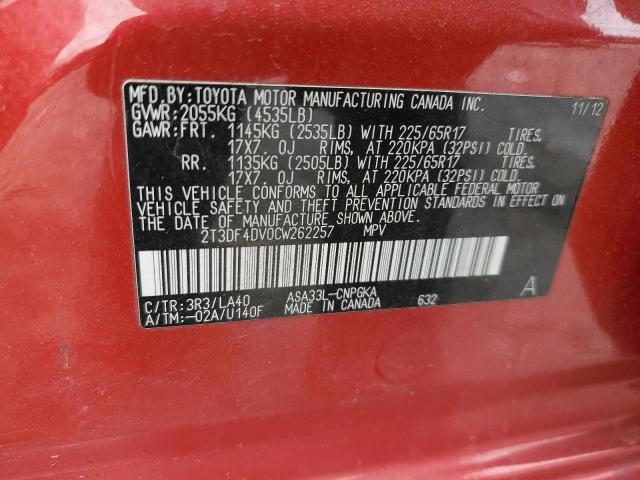 MFD.BY:TOYOTA MOTOR MANUFACTURING CANADA INC. 11/12
GVWR:2055KG (4535LB)
GAWR:FRT. 1145KG (2535LB) WITH 225/65R17 TIRES,
17X7.0J RIMS, AT 220KPA (32PSI) COLD.
RR. 1135KG (2505LB) WITH 225/65R17 TIRES,
17X7.0J RIMS, AT 220KPA (32PSI) COLD.
THIS VEHICLE CONFORMS TO ALL APPLICABLE FEDERAL MOTOR
VEHICLE SAFETY AND THEFT PREVENTION STANDARDS IN EFFECT
ON THE DATE OF MANUFACTURE SHOWN ABOVE.
2T3DF4DV0CW262257 MPV
C/TR:3R3/LA40 ASA33L-CNPGKA
A/TM:-02A/U140F MADE IN CANADA 632 A